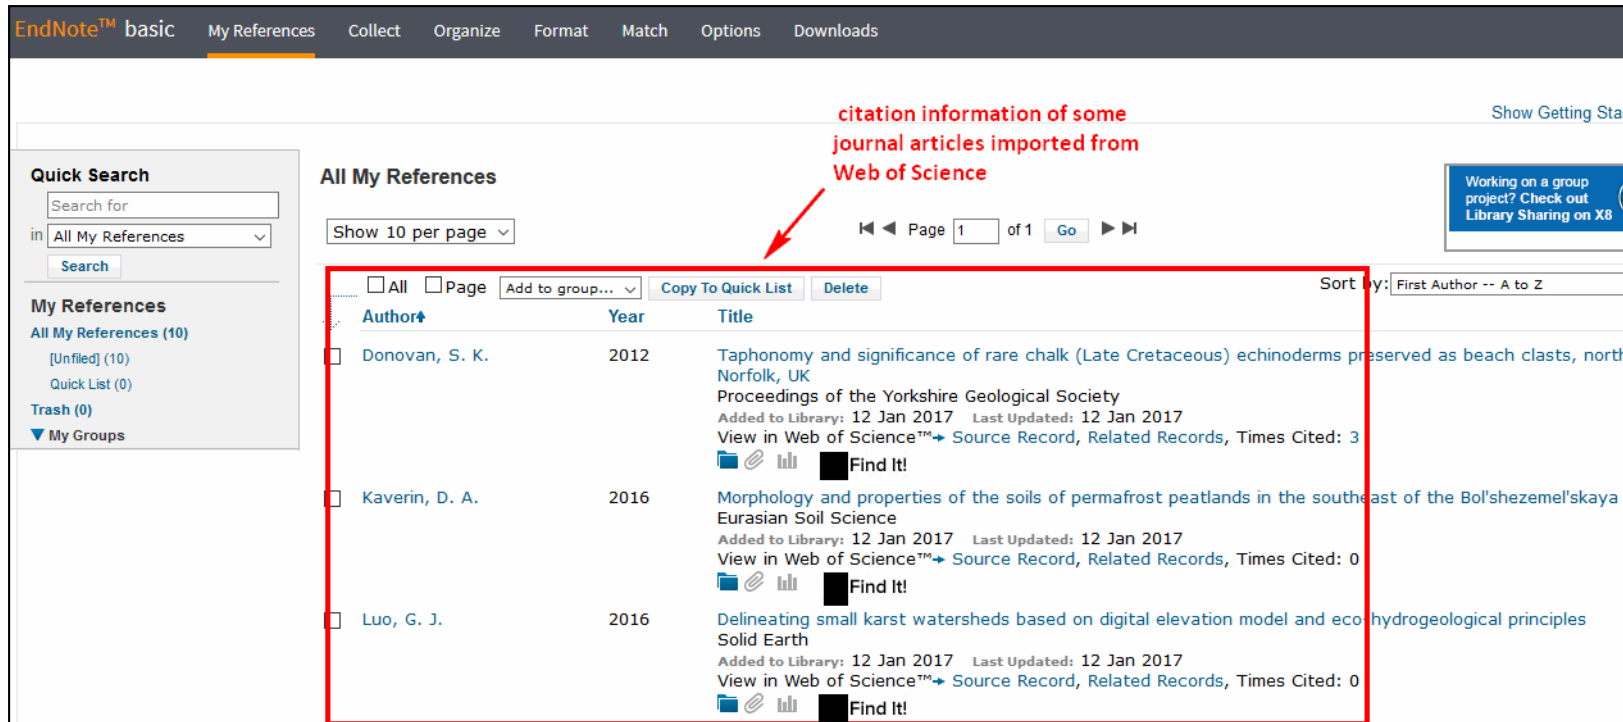 EndNote™ basic My References Collect Organize Format Match Options Downloads
citation information of some
journal articles imported from
Web of Science
Show Getting Sta
Quick Search
Search for
in All My References
Search
My References
All My References (10)
[Unfiled] (10)
Quick List (0)
Trash (0)
▼ My Groups
All My References
Show 10 per page
Page 1 of 1 Go
Working on a group
project? Check out
Library Sharing on X8
All Page Add to group... Copy To Quick List Delete
Sort by: First Author -- A to Z
Author Year Title
Donovan, S. K. 2012 Taphonomy and significance of rare chalk (Late Cretaceous) echinoderms preserved as beach clasts, north
Norfolk, UK
Proceedings of the Yorkshire Geological Society
Added to Library: 12 Jan 2017 Last Updated: 12 Jan 2017
View in Web of Science™➔ Source Record, Related Records, Times Cited: 3
Find It!
Kaverin, D. A. 2016 Morphology and properties of the soils of permafrost peatlands in the southeast of the Bol'shezemel'skaya
Eurasian Soil Science
Added to Library: 12 Jan 2017 Last Updated: 12 Jan 2017
View in Web of Science™➔ Source Record, Related Records, Times Cited: 0
Find It!
Luo, G. J. 2016 Delineating small karst watersheds based on digital elevation model and eco-hydrogeological principles
Solid Earth
Added to Library: 12 Jan 2017 Last Updated: 12 Jan 2017
View in Web of Science™➔ Source Record, Related Records, Times Cited: 0
Find It!